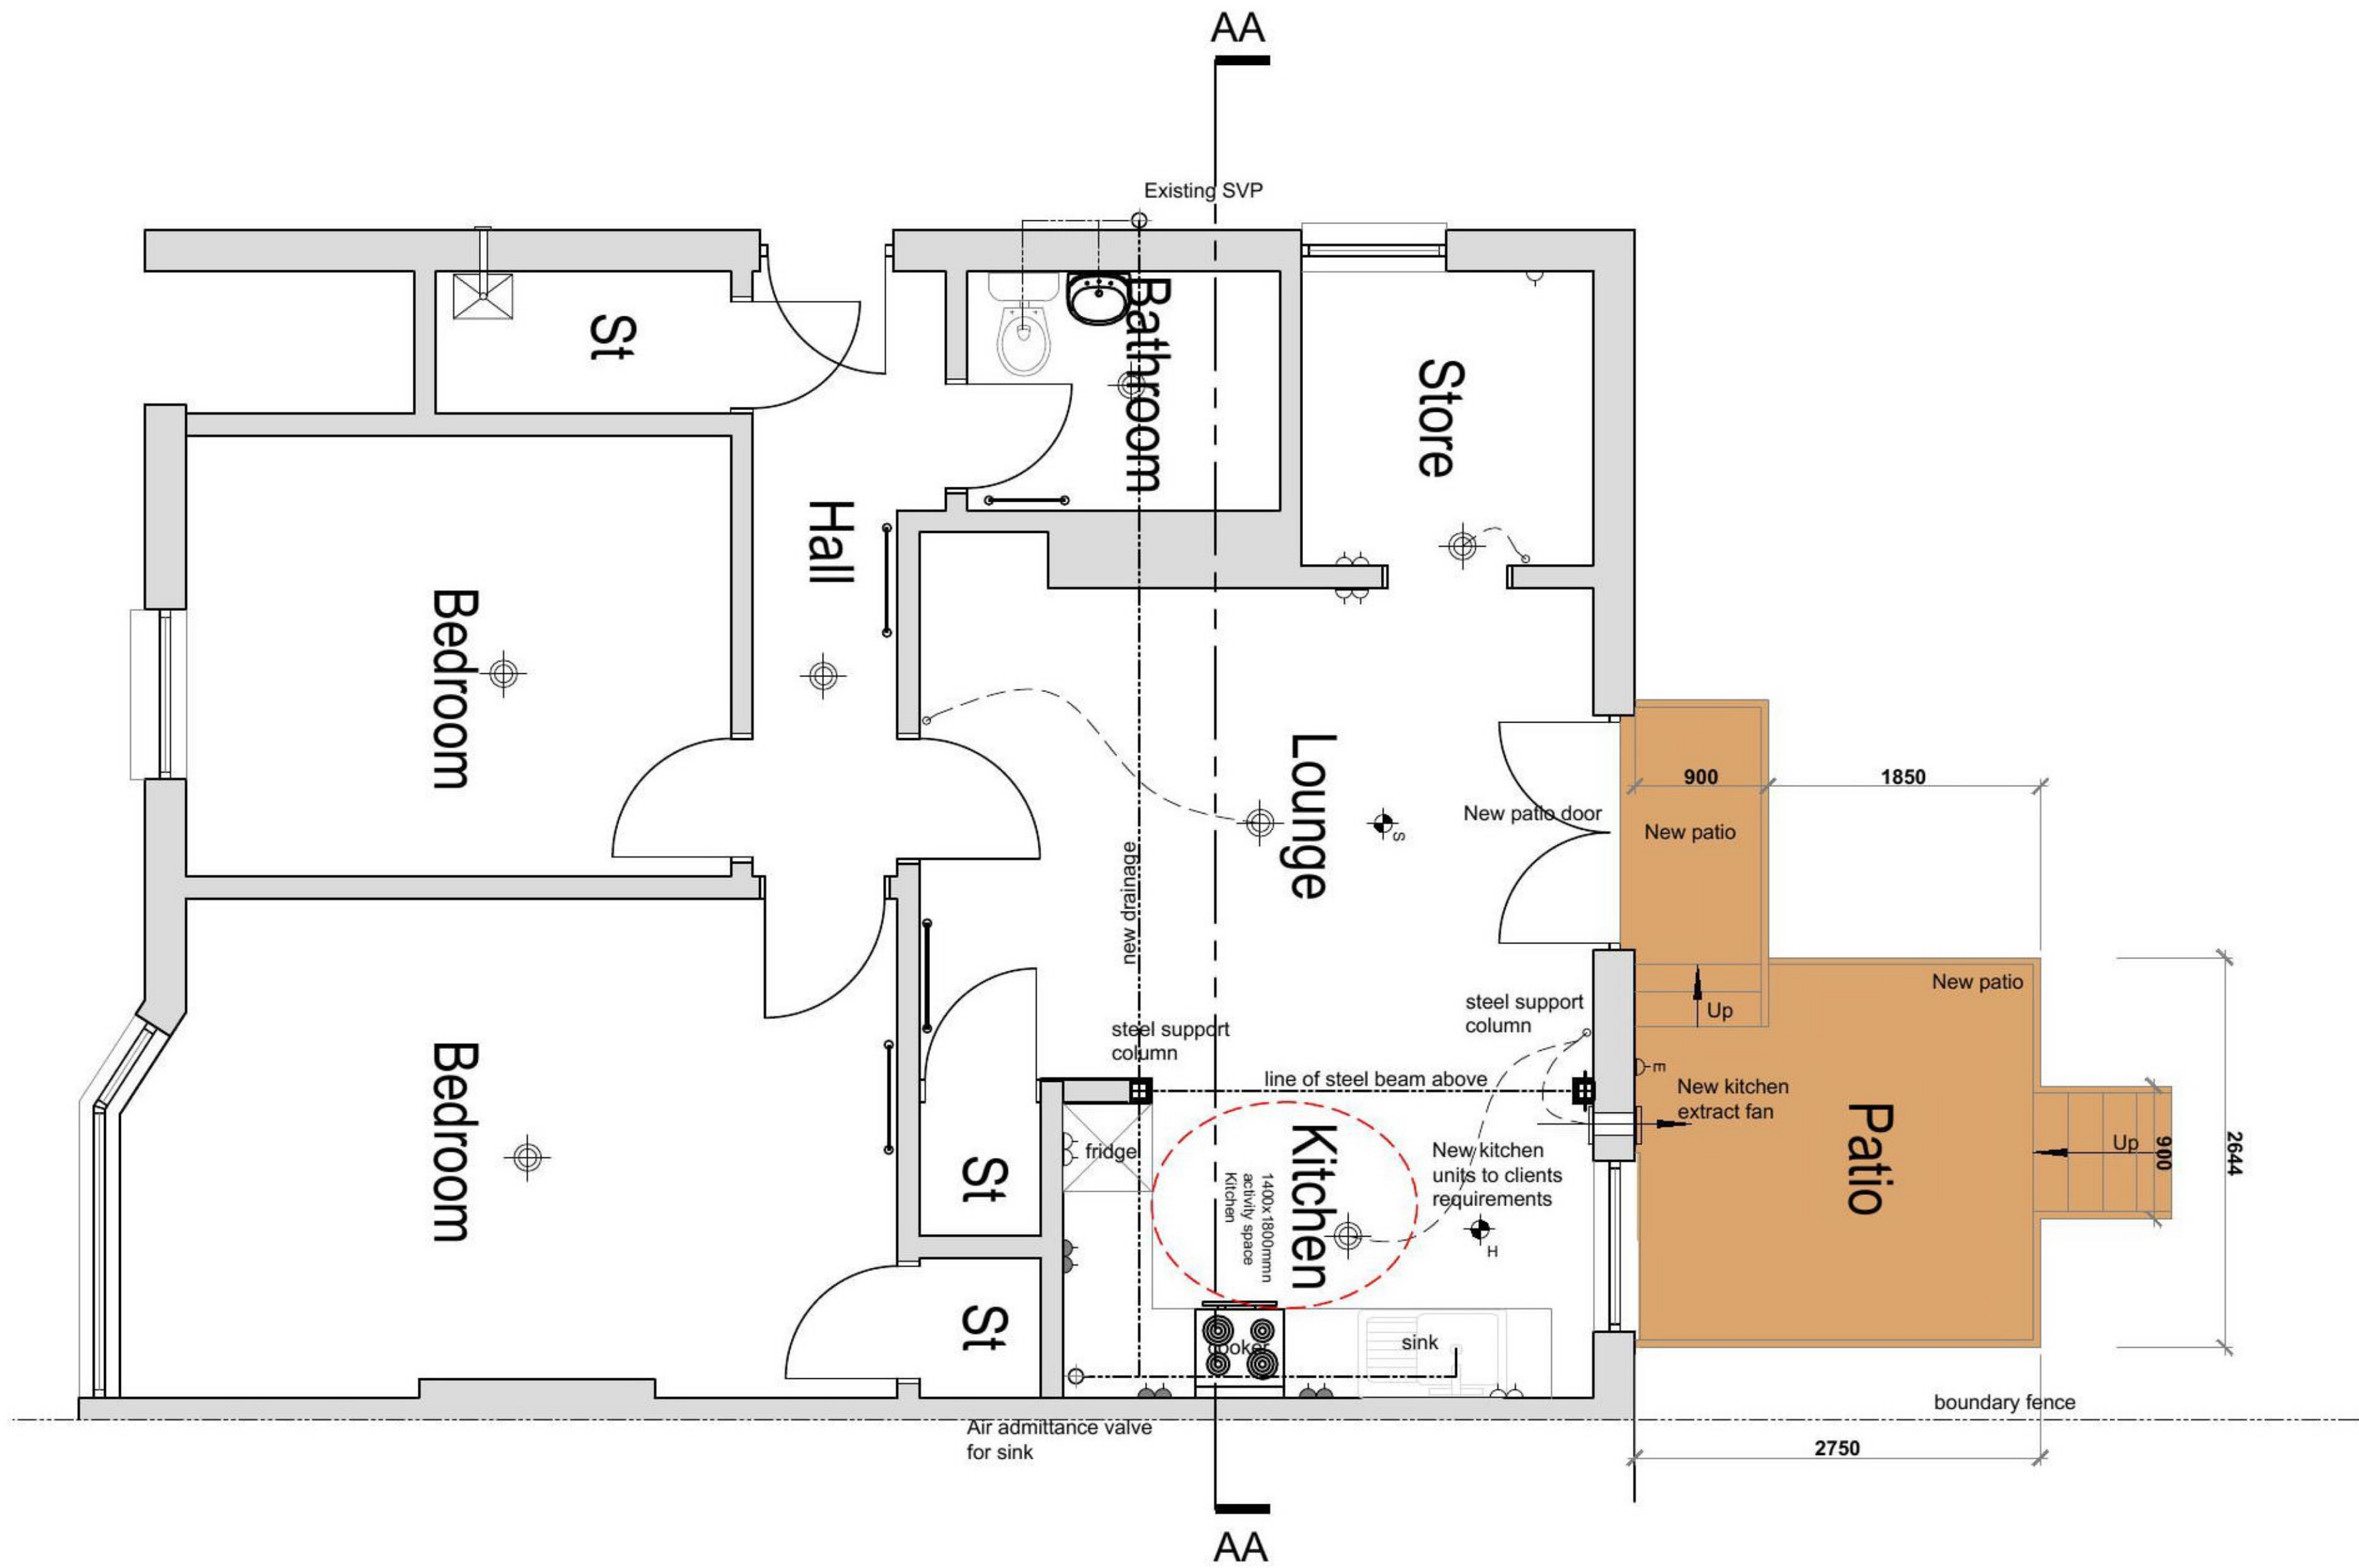 AA
Existing SVP
St
Bathroom
Store
Hall
Bedroom
Lounge
S
New patio door
900
1850
New patio
new drainage
New patio
Up
steel support
column
steel support
column
line of steel beam above
E
New kitchen
extract fan
Patio
Up
900
2644
Bedroom
St
fridge
Kitchen
1400x1800mmn
activity space
Kitchen
New kitchen
units to clients
requirements
H
St
cooker
sink
boundary fence
Air admittance valve
for sink
2750
AA